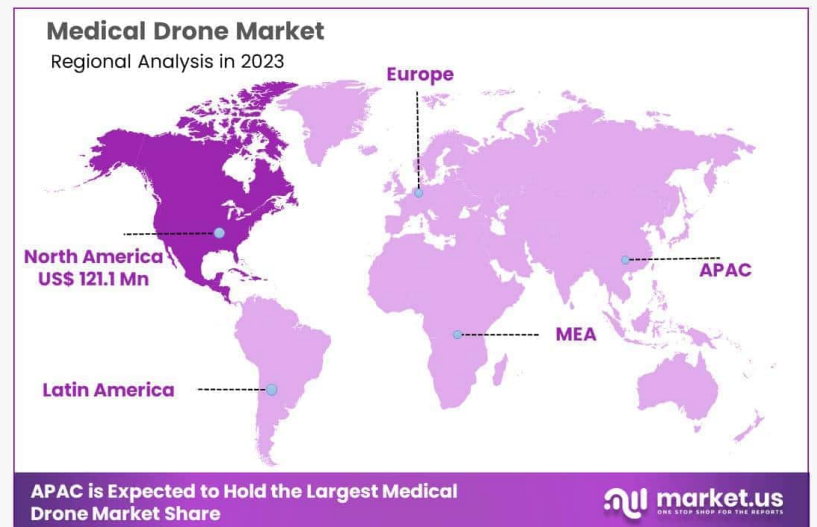 Medical Drone Market
Regional Analysis in 2023
Europe
North America
US$ 121.1 Mn
APAC
MEA
Latin America
APAC is Expected to Hold the Largest Medical
Drone Market Share
market.us
ONE STOP SHOP FOR THE REPORTS